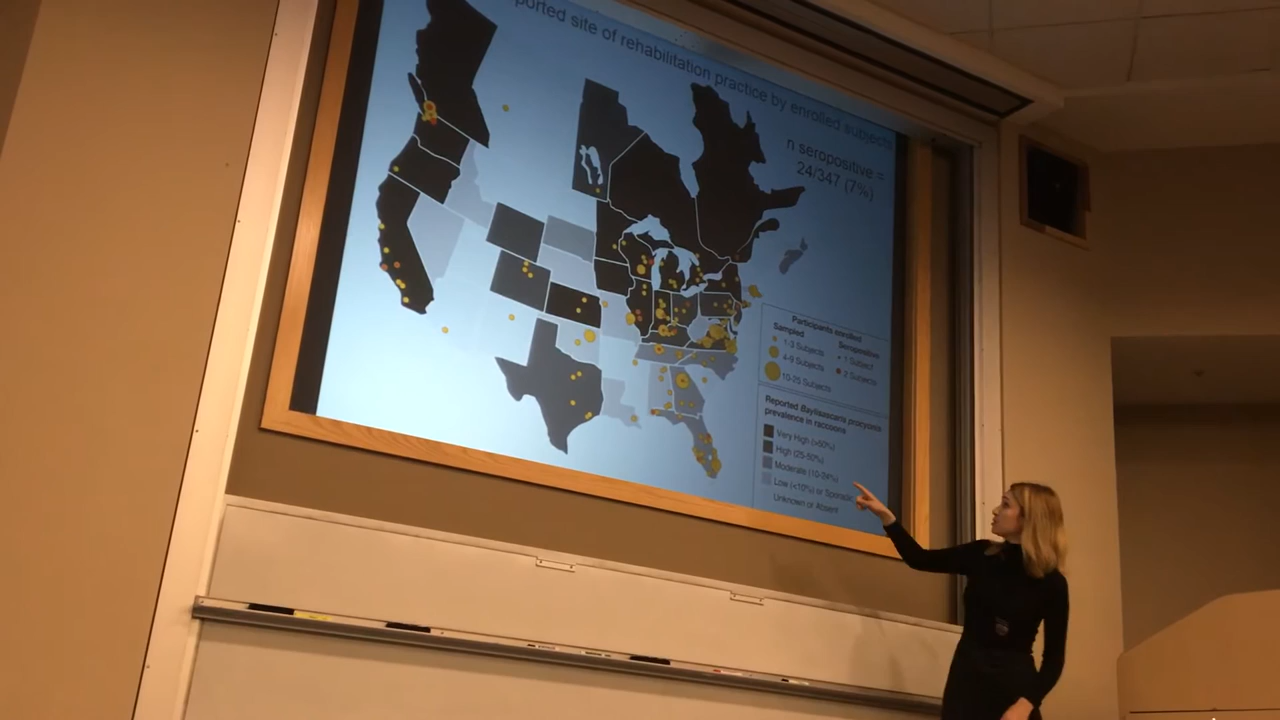 ported site of rehabilitation practice by enrolled subjects
n seropositive =
24/347 (7%)
Participants enrolled
Sampled
Seropositive
1-3 Subjects
1 Subject
4-9 Subjects
2 Subjects
10-25 Subjects
Reported Baylisascaris procyonis
prevalence in raccoons
Very High (>50%)
High (25-50%)
Moderate (10-24%)
Low (<10%) or Sporadic
Unknown or Absent